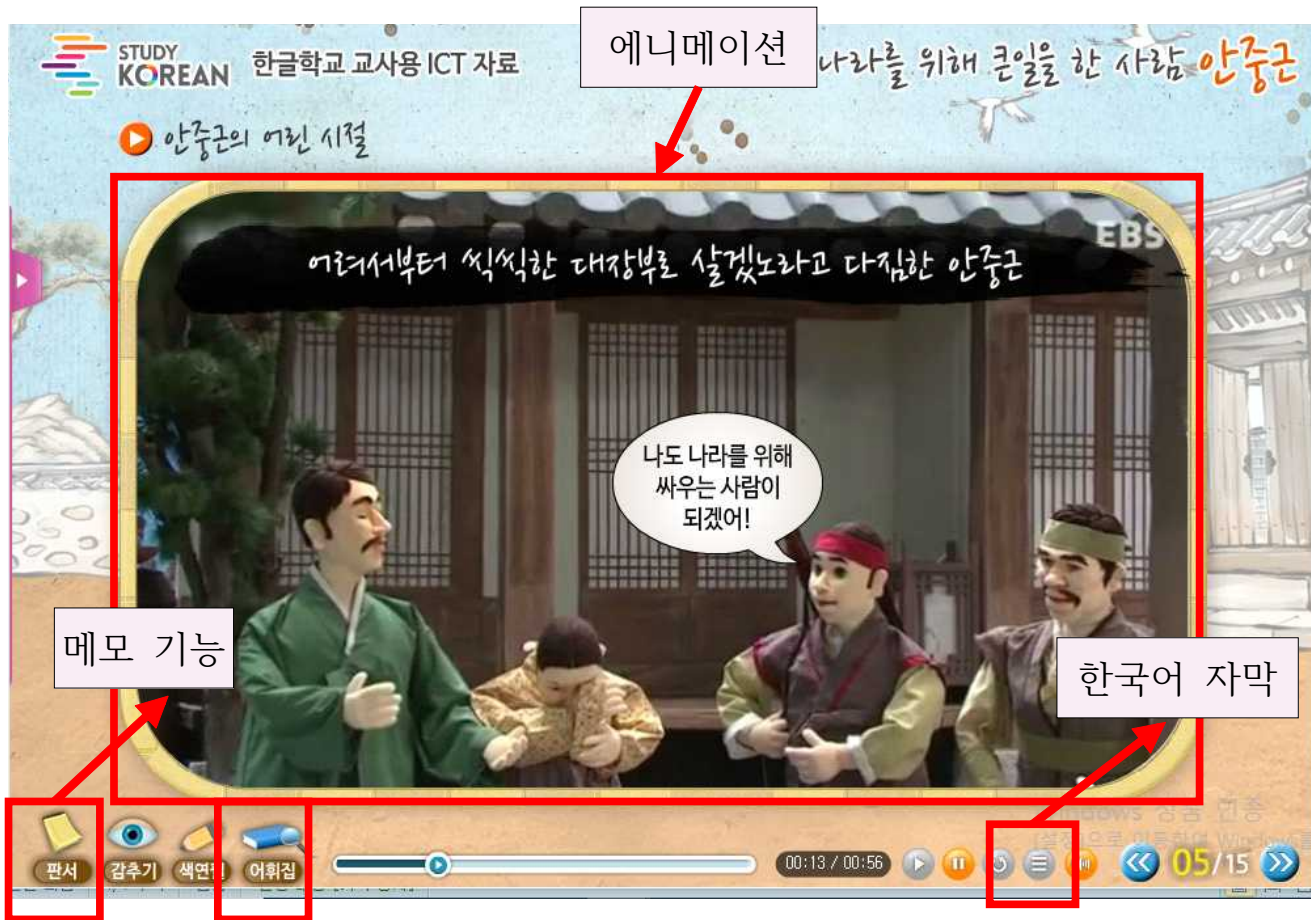 에니메이션
STUDY
KOREAN
한글학교 교사용 ICT 자료
나라를 위해 큰일을 한 사람 안중근
안중근의 어린 시절
EBS
어려서부터 씩씩한 대장부로 살겠노라고 다짐한 안중근
나도 나라를 위해
싸우는 사람이
되겠어!
메모 기능
한국어 자막
Windows 정품 인증
판서
감추기
색연필
어휘집
00:13 / 00:56
05/15